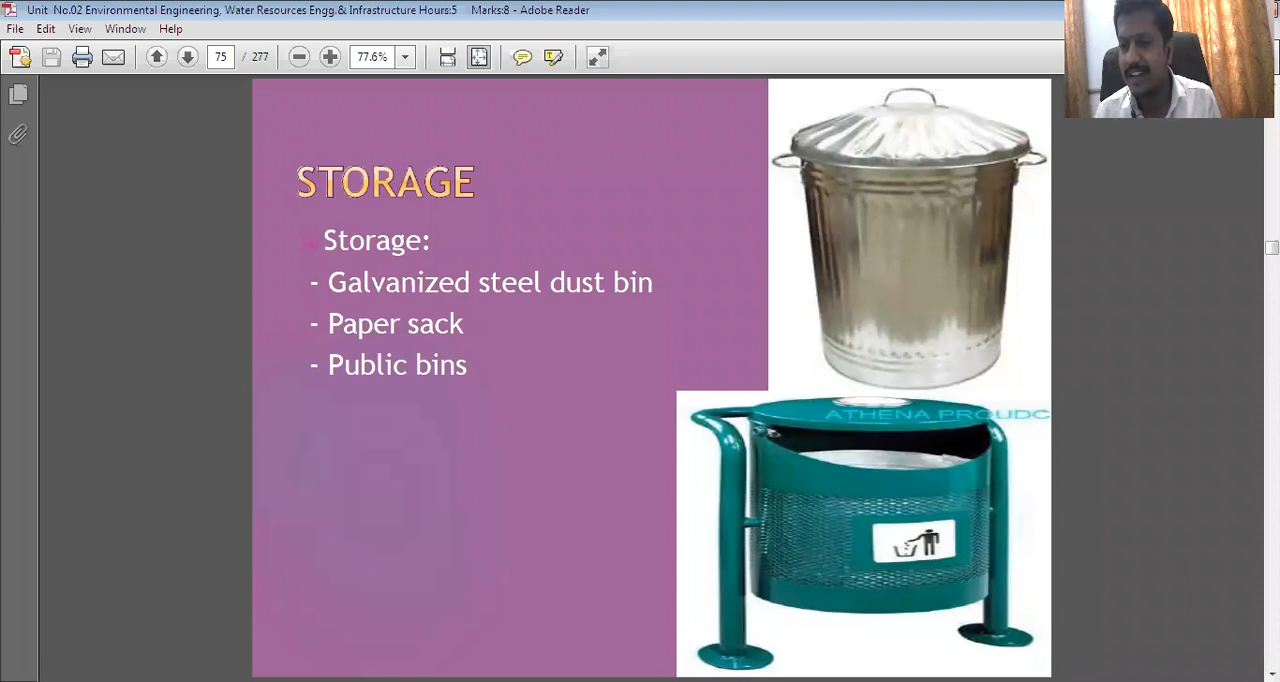 Unit No.02 Environmental Engineering, Water Resources Engg.& Infrastructure Hours:5 Marks:8 - Adobe Reader
File Edit View Window Help
75 / 277 77.6%
STORAGE
Storage:
- Galvanized steel dust bin
- Paper sack
- Public bins
ATHENA PROUDC